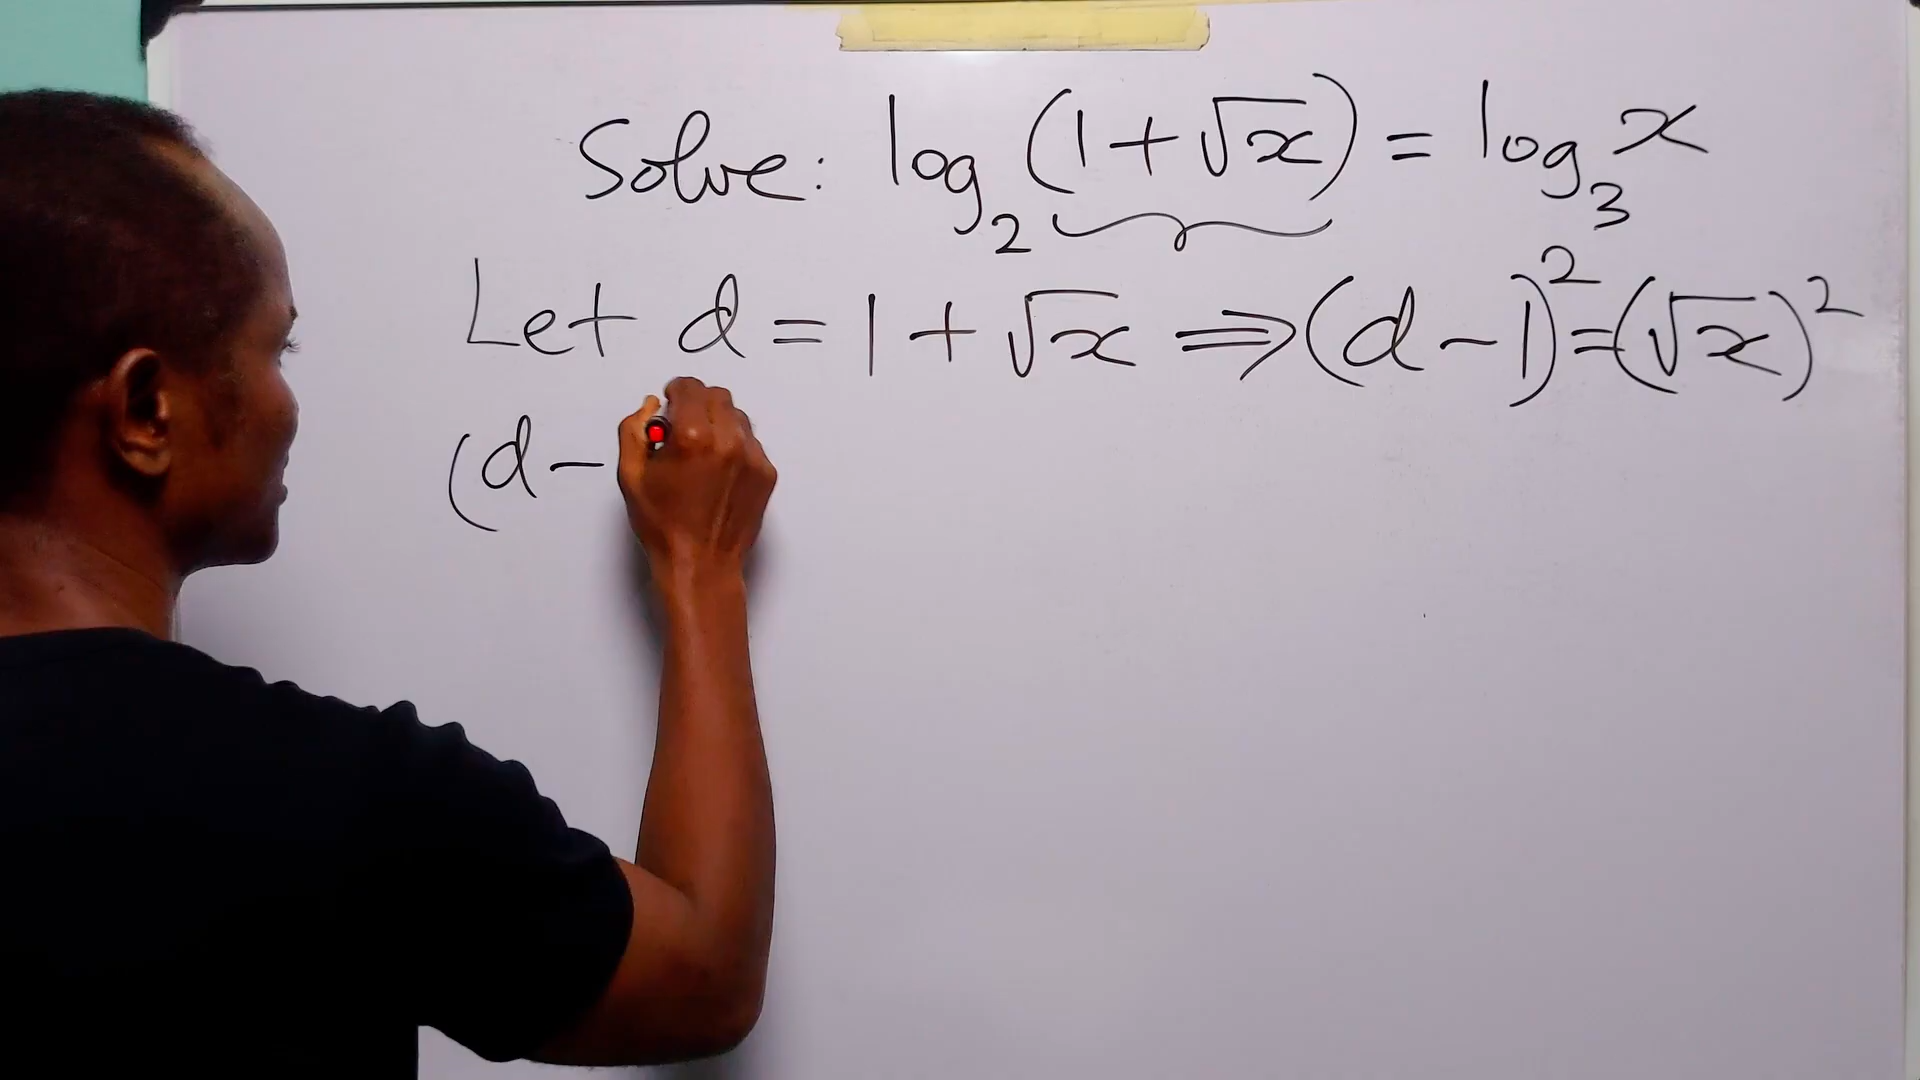 Solve: log₂(1+√x) = log₃x
Let d = 1+√x ⇒ (d-1)² = (√x)²
(d-